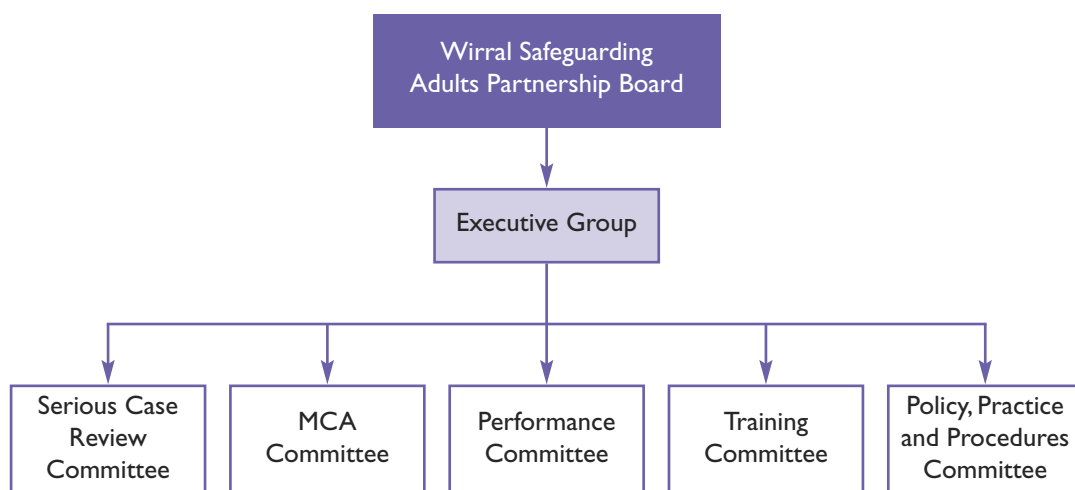 Wirral Safeguarding
Adults Partnership Board
Executive Group
Serious Case
Review
Committee
MCA
Committee
Performance
Committee
Training
Committee
Policy, Practice
and Procedures
Committee